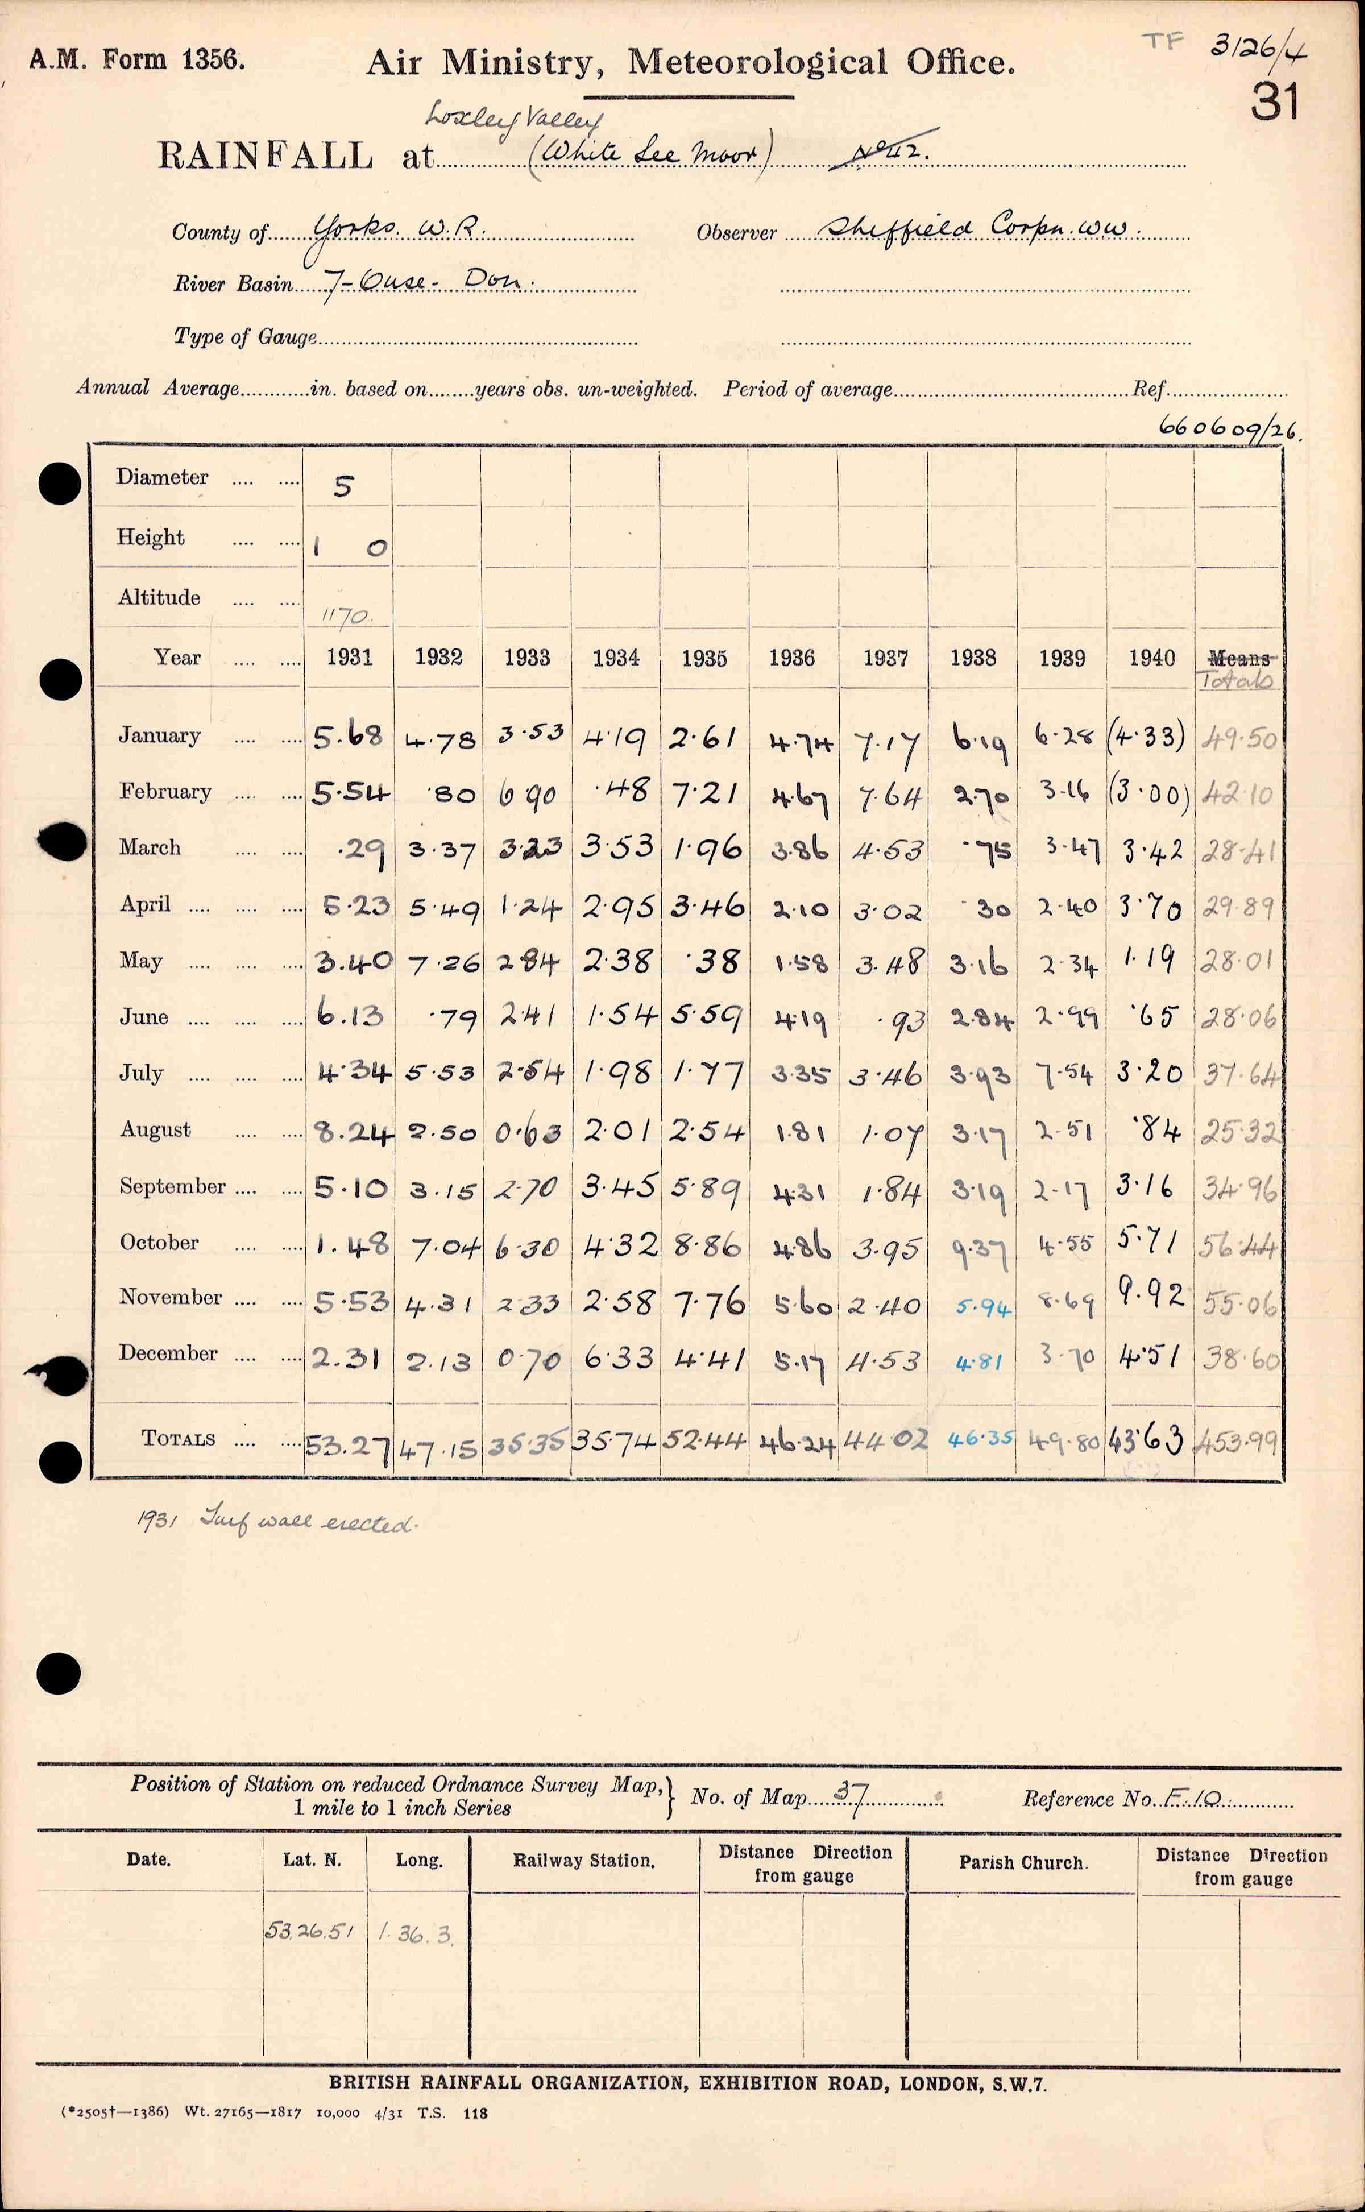 TF 3126/4
A.M. Form 1356. Air Ministry, Meteorological Office. 31
Loxley Valley
RAINFALL at (White Lee Moor) No 42.
County of Yorks. W.R. Observer Sheffield Corpn. WW.
River Basin 7-Ouse-Don.
Type of Gauge
Annual Average in. based on years obs. un-weighted. Period of average Ref.
660609/26.
Diameter 5
Height 1 0
Altitude 1170.
Year 1931 1932 1933 1934 1935 1936 1937 1938 1939 1940 Means
Totals
January 5.68 4.78 3.53 4.19 2.61 4.74 7.17 6.19 6.28 (4.33) 49.50
February 5.54 .80 6.90 .48 7.21 4.67 7.64 2.70 3.16 (3.00) 42.10
March .29 3.37 3.23 3.53 1.96 3.86 4.53 .75 3.47 3.42 28.41
April 5.23 5.49 1.24 2.95 3.46 2.10 3.02 .30 2.40 3.70 29.89
May 3.40 7.26 2.84 2.38 .38 1.58 3.48 3.16 2.34 1.19 28.01
June 6.13 .79 2.41 1.54 5.59 4.19 .93 2.84 2.99 .65 28.06
July 4.34 5.53 2.54 1.98 1.77 3.35 3.46 3.93 7.54 3.20 37.64
August 8.24 2.50 0.63 2.01 2.54 1.81 1.07 3.17 2.51 .84 25.32
September 5.10 3.15 2.70 3.45 5.89 4.31 1.84 3.19 2.17 3.16 34.96
October 1.48 7.04 6.30 4.32 8.86 4.86 3.95 9.37 4.55 5.71 56.44
November 5.53 4.31 2.33 2.58 7.76 5.60 2.40 5.94 8.69 9.92 55.06
December 2.31 2.13 0.70 6.33 4.41 5.17 4.53 4.81 3.70 4.51 38.60
TOTALS 53.27 47.15 35.35 35.74 52.44 46.24 44.02 46.35 49.80 43.63 453.99
1931 Turf wall erected.
Position of Station on reduced Ordnance Survey Map, } No. of Map 37 Reference No. F.10.
1 mile to 1 inch Series
Date. Lat. N. Long. Railway Station. Distance Direction from gauge Parish Church. Distance Direction from gauge
53.26.51 1.36.3.
BRITISH RAINFALL ORGANIZATION, EXHIBITION ROAD, LONDON, S.W.7.
(*2505†—1386) Wt. 27165—1817 10,000 4/31 T.S. 118